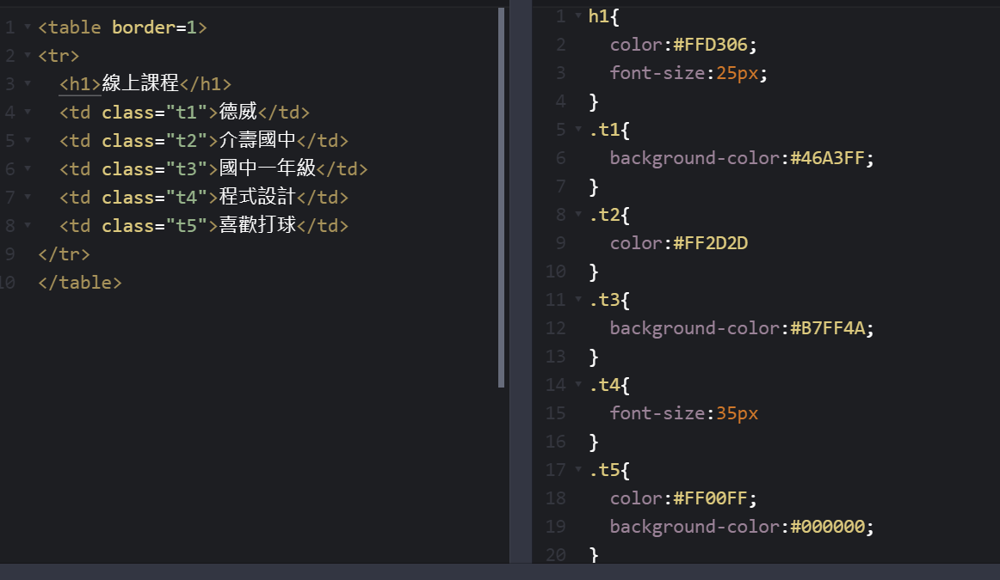 1 <table border=1>
2 <tr>
3 <h1>線上課程</h1>
4 <td class="t1">德威</td>
5 <td class="t2">介壽國中</td>
6 <td class="t3">國中一年級</td>
7 <td class="t4">程式設計</td>
8 <td class="t5">喜歡打球</td>
9 </tr>
10 </table>
1 h1{
2 color:#FFD306;
3 font-size:25px;
4 }
5 .t1{
6 background-color:#46A3FF;
7 }
8 .t2{
9 color:#FF2D2D
10 }
11 .t3{
12 background-color:#B7FF4A;
13 }
14 .t4{
15 font-size:35px
16 }
17 .t5{
18 color:#FF00FF;
19 background-color:#000000;
20 }